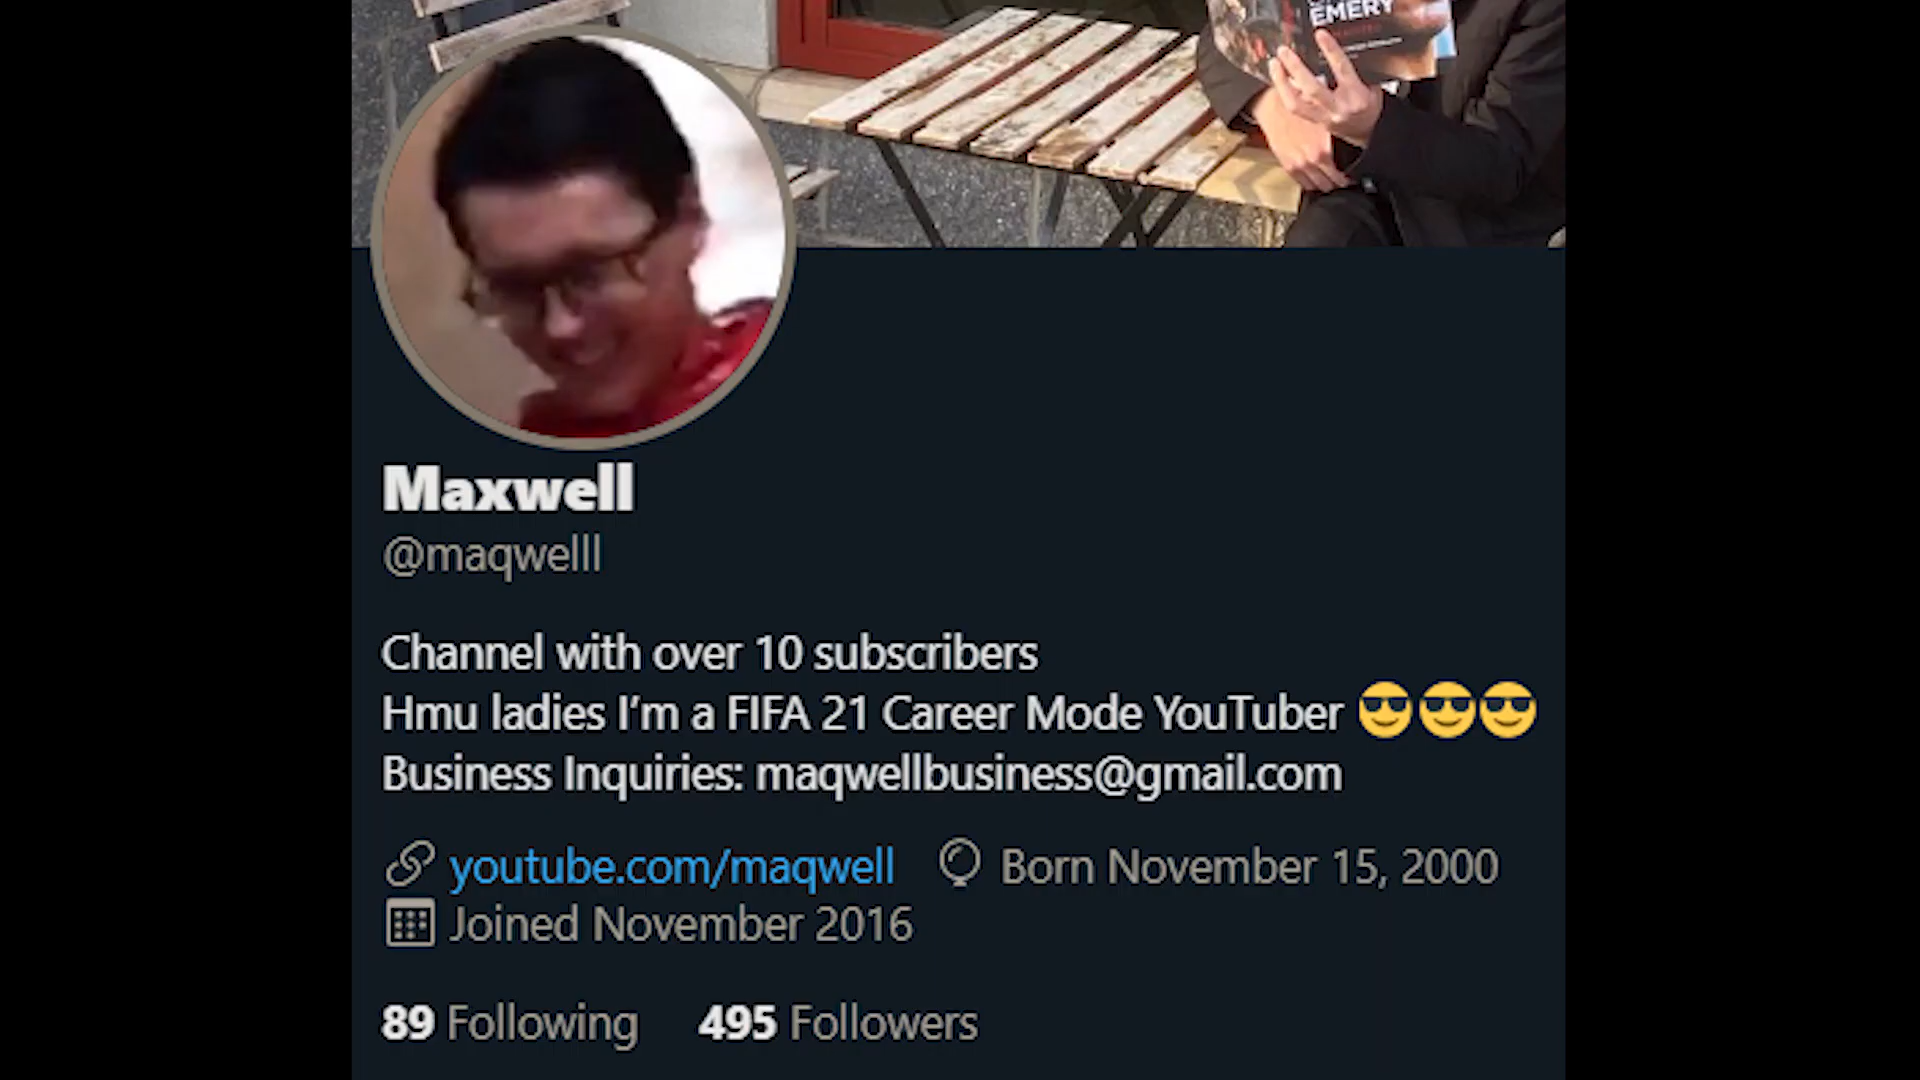 EMERY
Maxwell
@maqwelll
Channel with over 10 subscribers
Hmu ladies I'm a FIFA 21 Career Mode YouTuber 😎😎😎
Business Inquiries: maqwellbusiness@gmail.com
youtube.com/maqwell Born November 15, 2000
Joined November 2016
89 Following 495 Followers